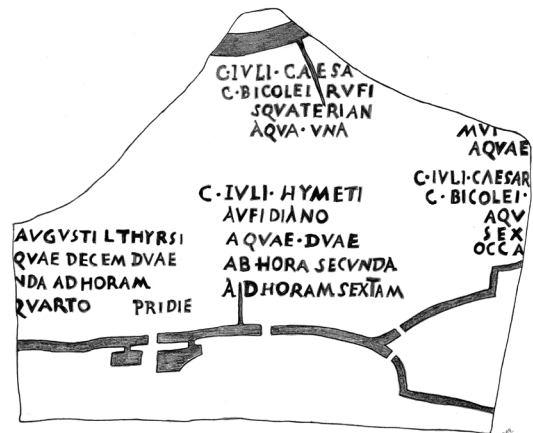 C·IVLI·CAESA
C·BICOLEI RVFI
SQVATERIAN
AQVA·VNA
MVI
AQVAE
C·IVLI·CAESAR
C·BICOLEI·
AQV
SEX
OCCA
C·IVLI·HYMETI
AVFIDIANO
AQVAE·DVAE
AB HORA SECVNDA
AD HORAM SEXTAM
AVGVSTI L THYRSI
QVAE DECEM DVAE
NDA AD HORAM
QVARTO PRIDIE